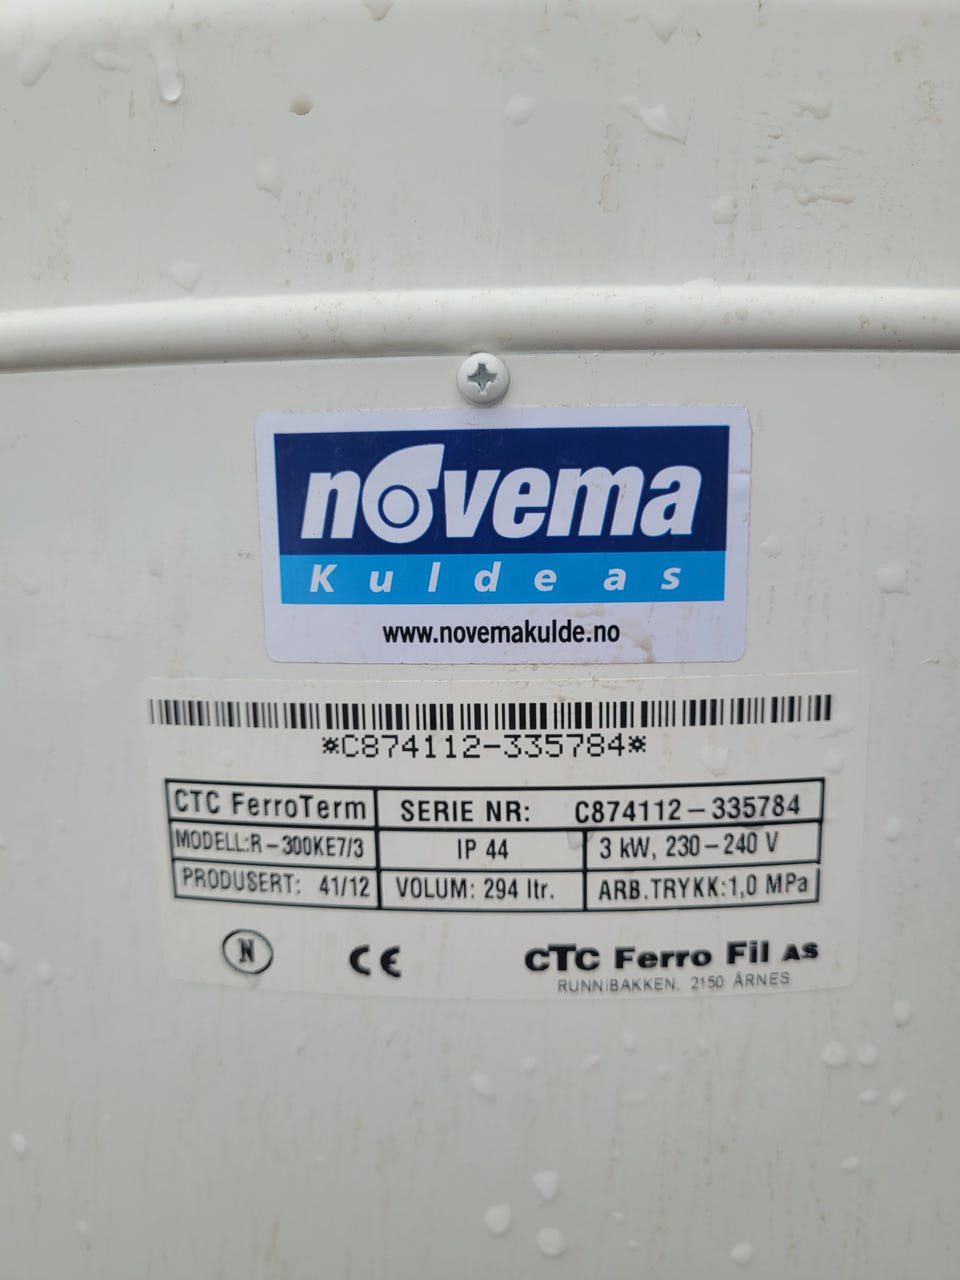 novema
Kulde as
www.novemakulde.no
*C874112-335784*
CTC FerroTerm SERIE NR: C874112-335784
MODELL:R-300KE7/3 IP 44 3 kW, 230-240 V
PRODUSERT: 41/12 VOLUM: 294 ltr. ARB.TRYKK:1,0 MPa
N CE CTC Ferro Fil AS
RUNNIBAKKEN. 2150 ÅRNES